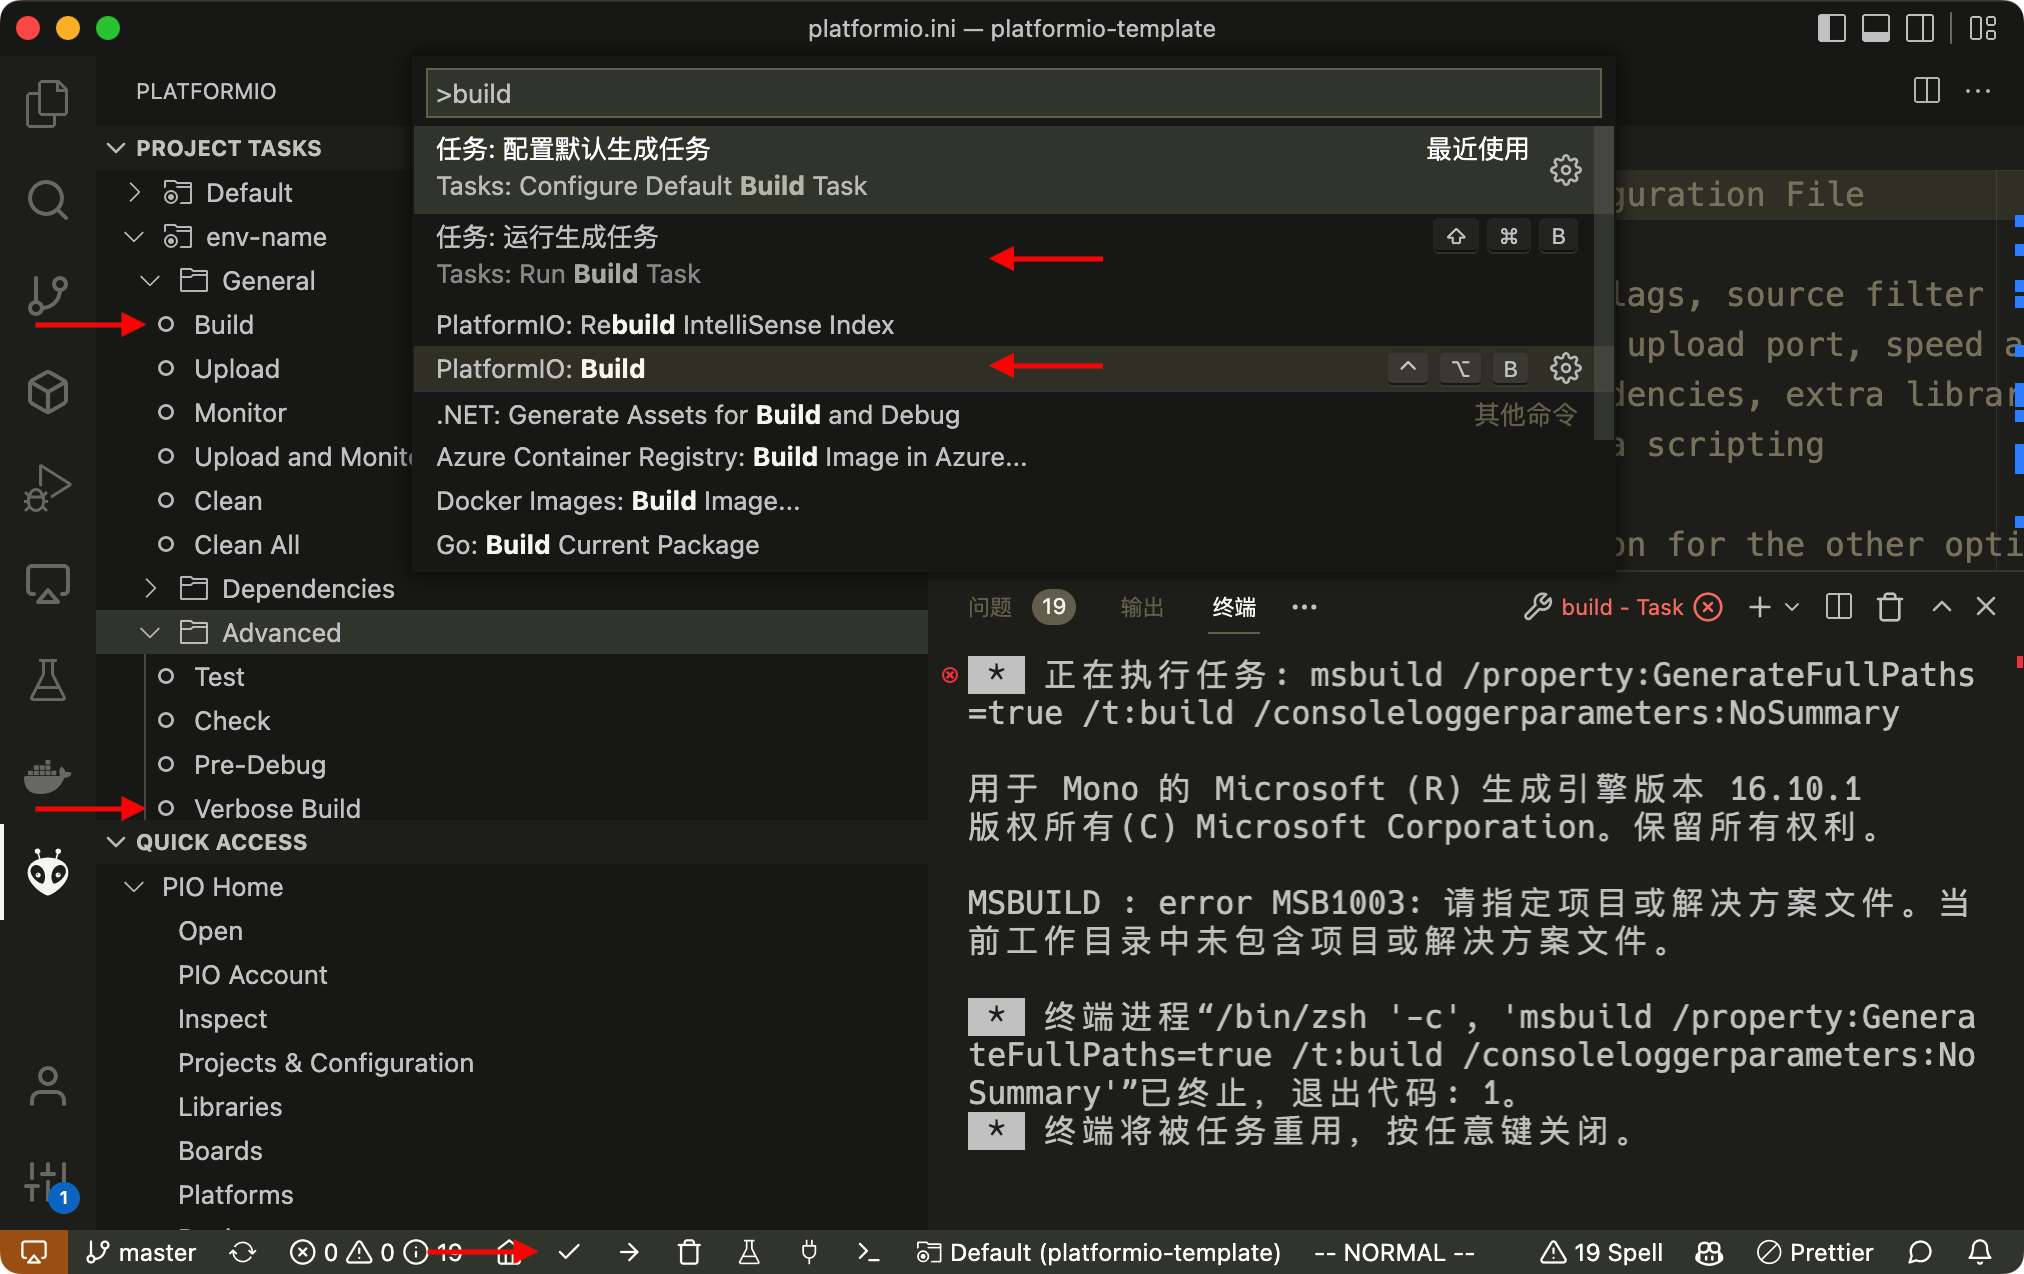 platformio.ini — platformio-template
PLATFORMIO
PROJECT TASKS
Default
env-name
General
Build
Upload
Monitor
Upload and Monito
Clean
Clean All
Dependencies
Advanced
Test
Check
Pre-Debug
Verbose Build
QUICK ACCESS
PIO Home
Open
PIO Account
Inspect
Projects & Configuration
Libraries
Boards
Platforms
>build
任务: 配置默认生成任务 最近使用
Tasks: Configure Default Build Task
任务: 运行生成任务 ⇧ ⌘ B
Tasks: Run Build Task
PlatformIO: Rebuild IntelliSense Index
PlatformIO: Build ⌃ ⌥ B
.NET: Generate Assets for Build and Debug 其他命令
Azure Container Registry: Build Image in Azure...
Docker Images: Build Image...
Go: Build Current Package
guration File
lags, source filter
upload port, speed a
dencies, extra librar
a scripting
on for the other opti
问题 19 输出 终端 ··· build - Task
* 正在执行任务: msbuild /property:GenerateFullPaths
=true /t:build /consoleloggerparameters:NoSummary
用于 Mono 的 Microsoft (R) 生成引擎版本 16.10.1
版权所有(C) Microsoft Corporation。保留所有权利。
MSBUILD : error MSB1003: 请指定项目或解决方案文件。当
前工作目录中未包含项目或解决方案文件。
* 终端进程“/bin/zsh '-c', 'msbuild /property:Genera
teFullPaths=true /t:build /consoleloggerparameters:No
Summary'”已终止, 退出代码: 1。
* 终端将被任务重用, 按任意键关闭。
1
master 0 0 19 Default (platformio-template) -- NORMAL -- 19 Spell Prettier